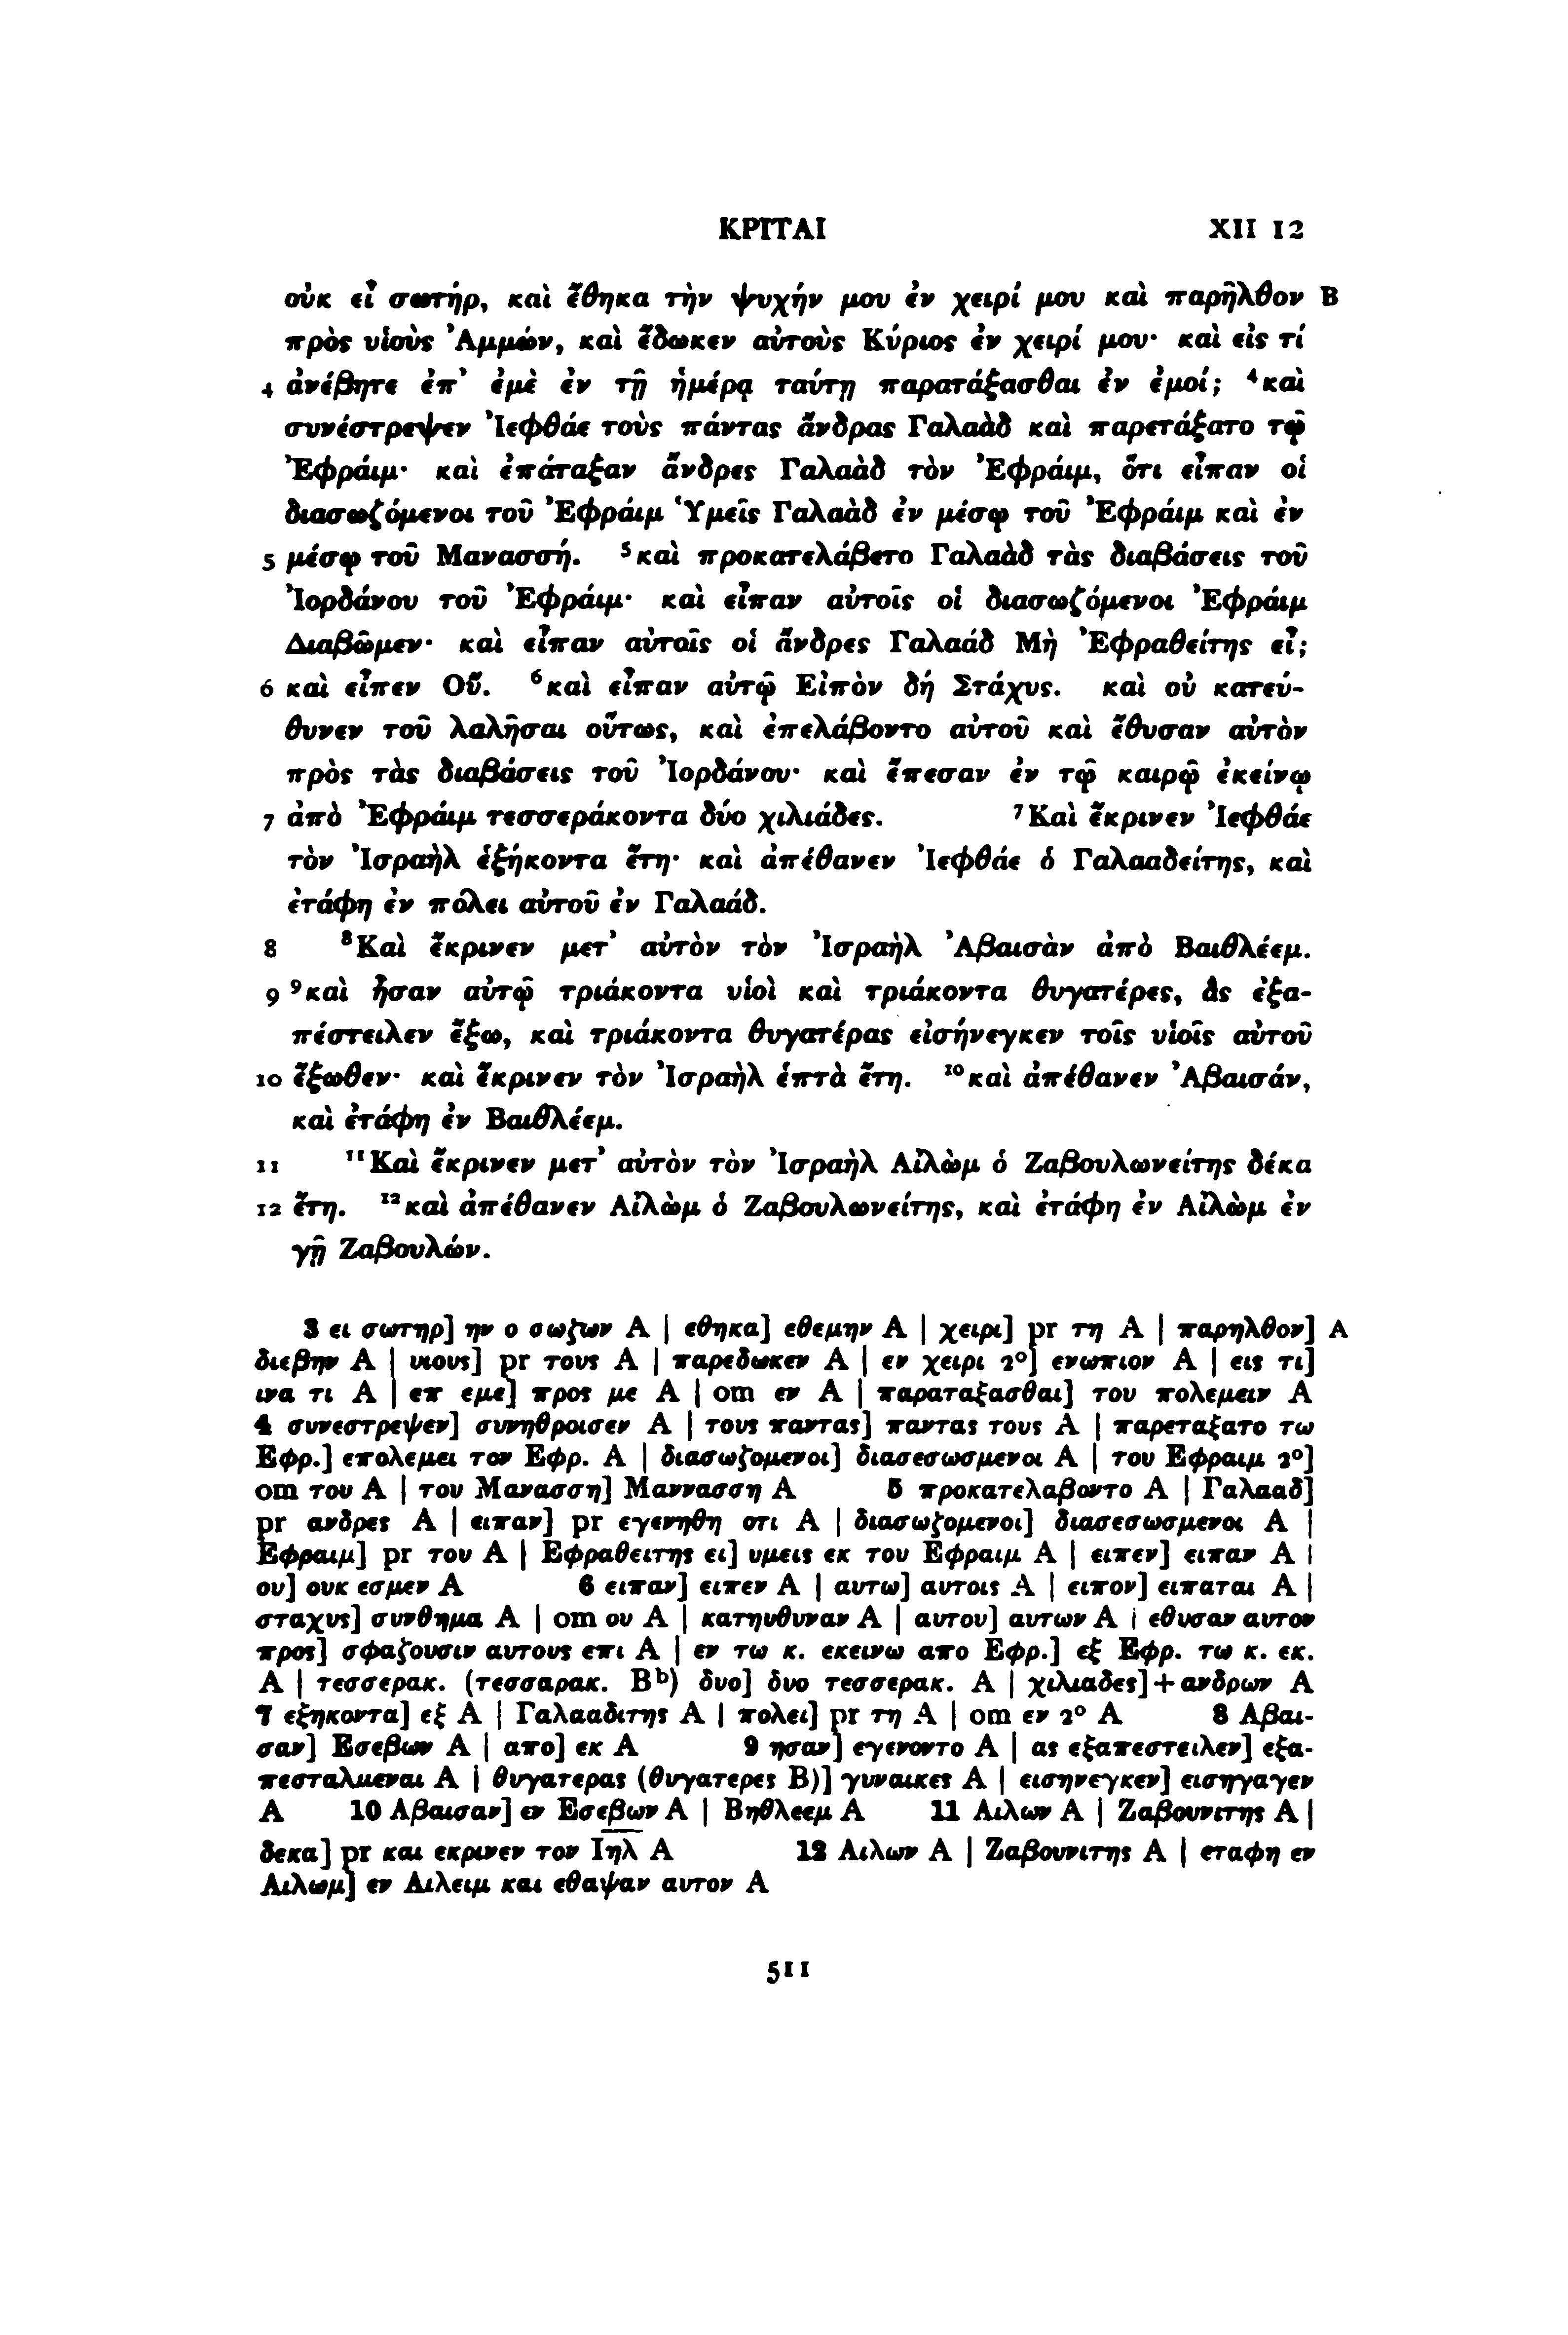 ΚΡΙΤΑΙ XII 12
οὐκ εἶ σωτήρ, καὶ ἔθηκα τὴν ψυχήν μου ἐν χειρί μου καὶ παρῆλθον B
πρὸς υἱοὺς Ἀμμών, καὶ ἔδωκεν αὐτοὺς Κύριος ἐν χειρί μου· καὶ εἰς τί
4 ἀνέβητε ἐπ’ ἐμὲ ἐν τῇ ἡμέρᾳ ταύτῃ παρατάξασθαι ἐν ἐμοί; ⁴καὶ
συνέστρεψεν Ἰεφθάε τοὺς πάντας ἄνδρας Γαλαὰδ καὶ παρετάξατο τῷ
Ἐφράιμ· καὶ ἐπάταξαν ἄνδρες Γαλαὰδ τὸν Ἐφράιμ, ὅτι εἶπαν οἱ
διασωζόμενοι τοῦ Ἐφράιμ Ὑμεῖς Γαλαὰδ ἐν μέσῳ τοῦ Ἐφράιμ καὶ ἐν
5 μέσῳ τοῦ Μανασσή. ⁵καὶ προκατελάβετο Γαλαὰδ τὰς διαβάσεις τοῦ
Ἰορδάνου τοῦ Ἐφράιμ· καὶ εἶπαν αὐτοῖς οἱ διασωζόμενοι Ἐφράιμ
Διαβῶμεν· καὶ εἶπαν αὐτοῖς οἱ ἄνδρες Γαλαάδ Μὴ Ἐφραθείτης εἶ;
6 καὶ εἶπεν Οὔ. ⁶καὶ εἶπαν αὐτῷ Εἰπὸν δή Στάχυς. καὶ οὐ κατεύ-
θυνεν τοῦ λαλῆσαι οὕτως, καὶ ἐπελάβοντο αὐτοῦ καὶ ἔθυσαν αὐτὸν
πρὸς τὰς διαβάσεις τοῦ Ἰορδάνου· καὶ ἔπεσαν ἐν τῷ καιρῷ ἐκείνῳ
7 ἀπὸ Ἐφράιμ τεσσεράκοντα δύο χιλιάδες. ⁷Καὶ ἔκρινεν Ἰεφθάε
τὸν Ἰσραὴλ ἑξήκοντα ἔτη· καὶ ἀπέθανεν Ἰεφθάε ὁ Γαλααδείτης, καὶ
ἐτάφη ἐν πόλει αὐτοῦ ἐν Γαλαάδ.
8 ⁸Καὶ ἔκρινεν μετ’ αὐτὸν τὸν Ἰσραὴλ Ἀβαισὰν ἀπὸ Βαιθλέεμ.
9 ⁹καὶ ἦσαν αὐτῷ τριάκοντα υἱοὶ καὶ τριάκοντα θυγατέρες, ἃς ἐξα-
πέστειλεν ἔξω, καὶ τριάκοντα θυγατέρας εἰσήνεγκεν τοῖς υἱοῖς αὐτοῦ
10 ἔξωθεν· καὶ ἔκρινεν τὸν Ἰσραὴλ ἑπτὰ ἔτη. ¹⁰καὶ ἀπέθανεν Ἀβαισάν,
καὶ ἐτάφη ἐν Βαιθλέεμ.
11 ¹¹Καὶ ἔκρινεν μετ’ αὐτὸν τὸν Ἰσραὴλ Αἰλὼμ ὁ Ζαβουλωνείτης δέκα
12 ἔτη. ¹²καὶ ἀπέθανεν Αἰλὼμ ὁ Ζαβουλωνείτης, καὶ ἐτάφη ἐν Αἰλὼμ ἐν
γῇ Ζαβουλών.
3 ει σωτηρ] ην ο σωζων A | εθηκα] εθεμην A | χειρι] pr τη A | παρηλθον] A
διεβην A | υιους] pr τους A | παρεδωκεν A | εν χειρι 2º] ενωπιον A | εις τι]
ινα τι A | επ εμε] προς με A | om εν A | παραταξασθαι] του πολεμειν A
4 συνεστρεψεν] συνηθροισεν A | τους παντας] παντας τους A | παρεταξατο τω
Εφρ.] επολεμει τον Εφρ. A | διασωζομενοι] διασεσωσμενοι A | του Εφραιμ 2º]
om του A | του Μανασση] Μαννασση A 5 προκατελαβοντο A | Γαλααδ]
pr ανδρες A | ειπαν] pr εγενηθη οτι A | διασωζομενοι] διασεσωσμενοι A |
Εφραιμ] pr του A | Εφραθειτης ει] υμεις εκ του Εφραιμ A | ειπεν] ειπαν A |
ου] ουκ εσμεν A 6 ειπαν] ειπεν A | αυτω] αυτοις A | ειπον] ειπαται A |
σταχυς] συνθημα A | om ου A | κατηυθυναν A | αυτου] αυτων A | εθυσαν αυτον
προς] σφαζουσιν αυτους επι A | εν τω κ. εκεινω απο Εφρ.] εξ Εφρ. τω κ. εκ.
A | τεσσερακ. (τεσσαρακ. Bᵇ) δυο] δυο τεσσερακ. A | χιλιαδες] + ανδρων A
7 εξηκοντα] εξ A | Γαλααδιτης A | πολει] pr τη A | om εν 2º A 8 Αβαι-
σαν] Εσεβων A | απο] εκ A 9 ησαν] εγενοντο A | ας εξαπεστειλεν] εξα-
πεσταλμεναι A | θυγατερας (θυγατερες B)] γυναικες A | εισηνεγκεν] εισηγαγεν
A 10 Αβαισαν] εν Εσεβων A | Βηθλεεμ A 11 Αιλων A | Ζαβουνιτης A |
δεκα] pr και εκρινεν τον Ιηλ A 12 Αιλων A | Ζαβουνιτης A | εταφη εν
Αιλωμ] εν Αιλειμ και εθαψαν αυτον A
511